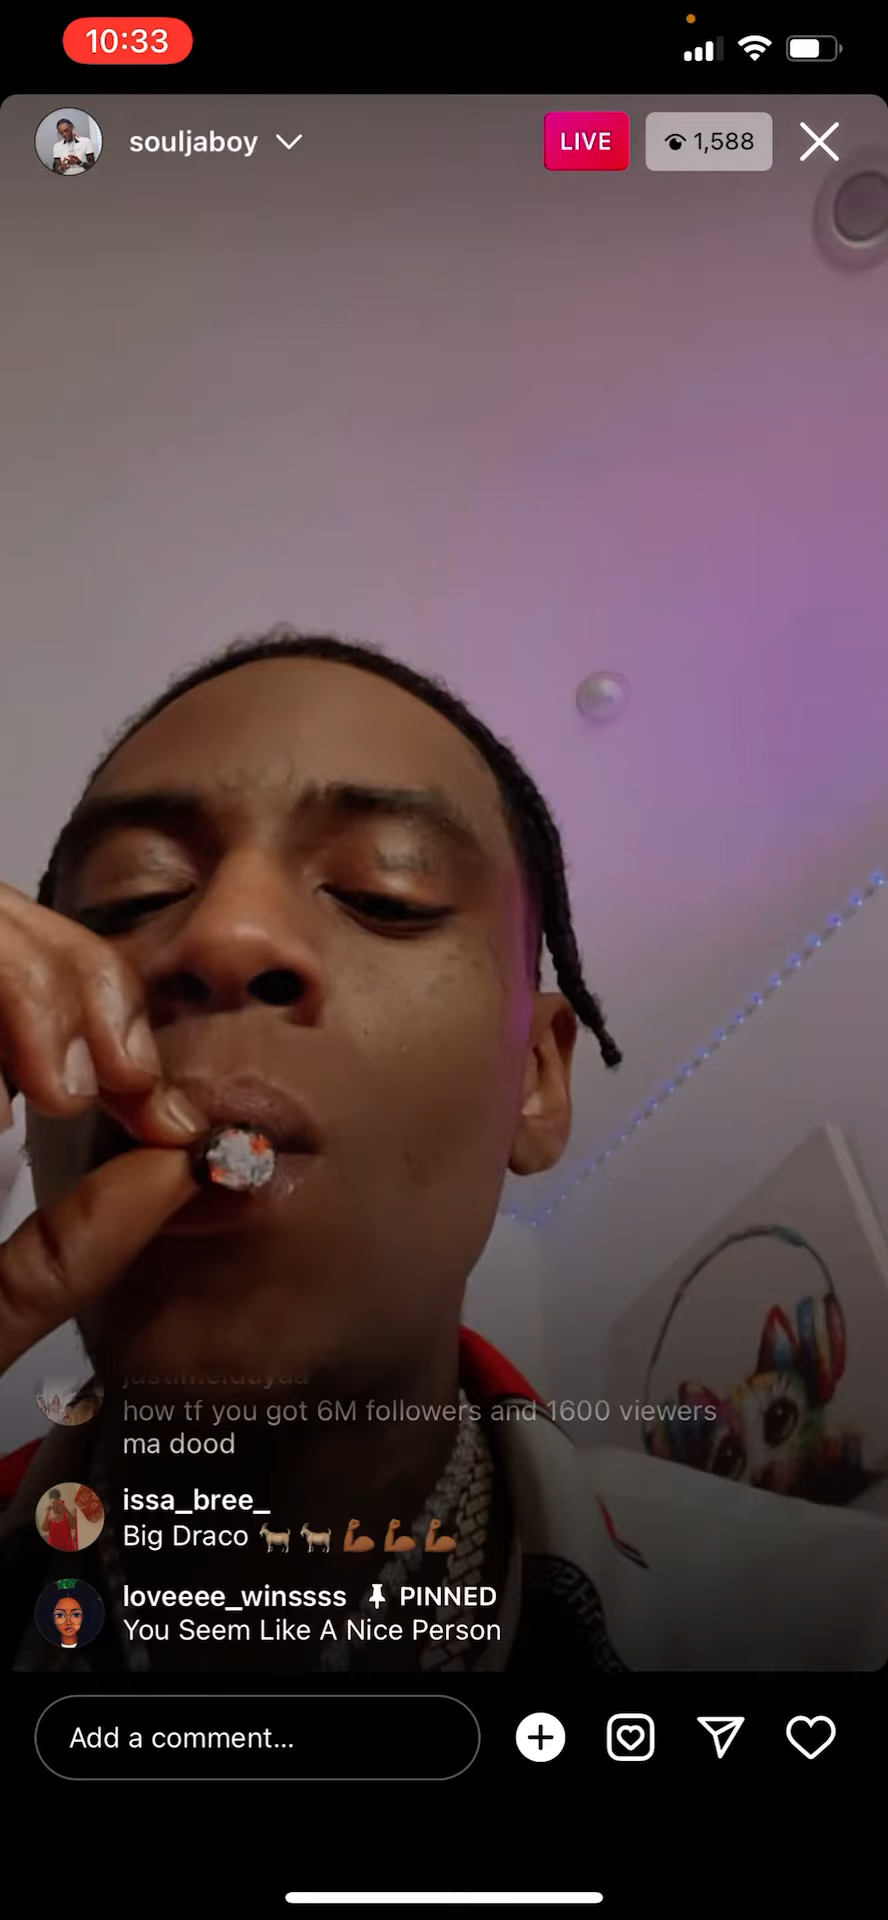 10:33
souljaboy
LIVE
1,588
how tf you got 6M followers and 1600 viewers
ma dood
issa_bree_
Big Draco 🐐 🐐 💪🏾 💪🏾 💪🏾
loveeee_winssss PINNED
You Seem Like A Nice Person
Add a comment...